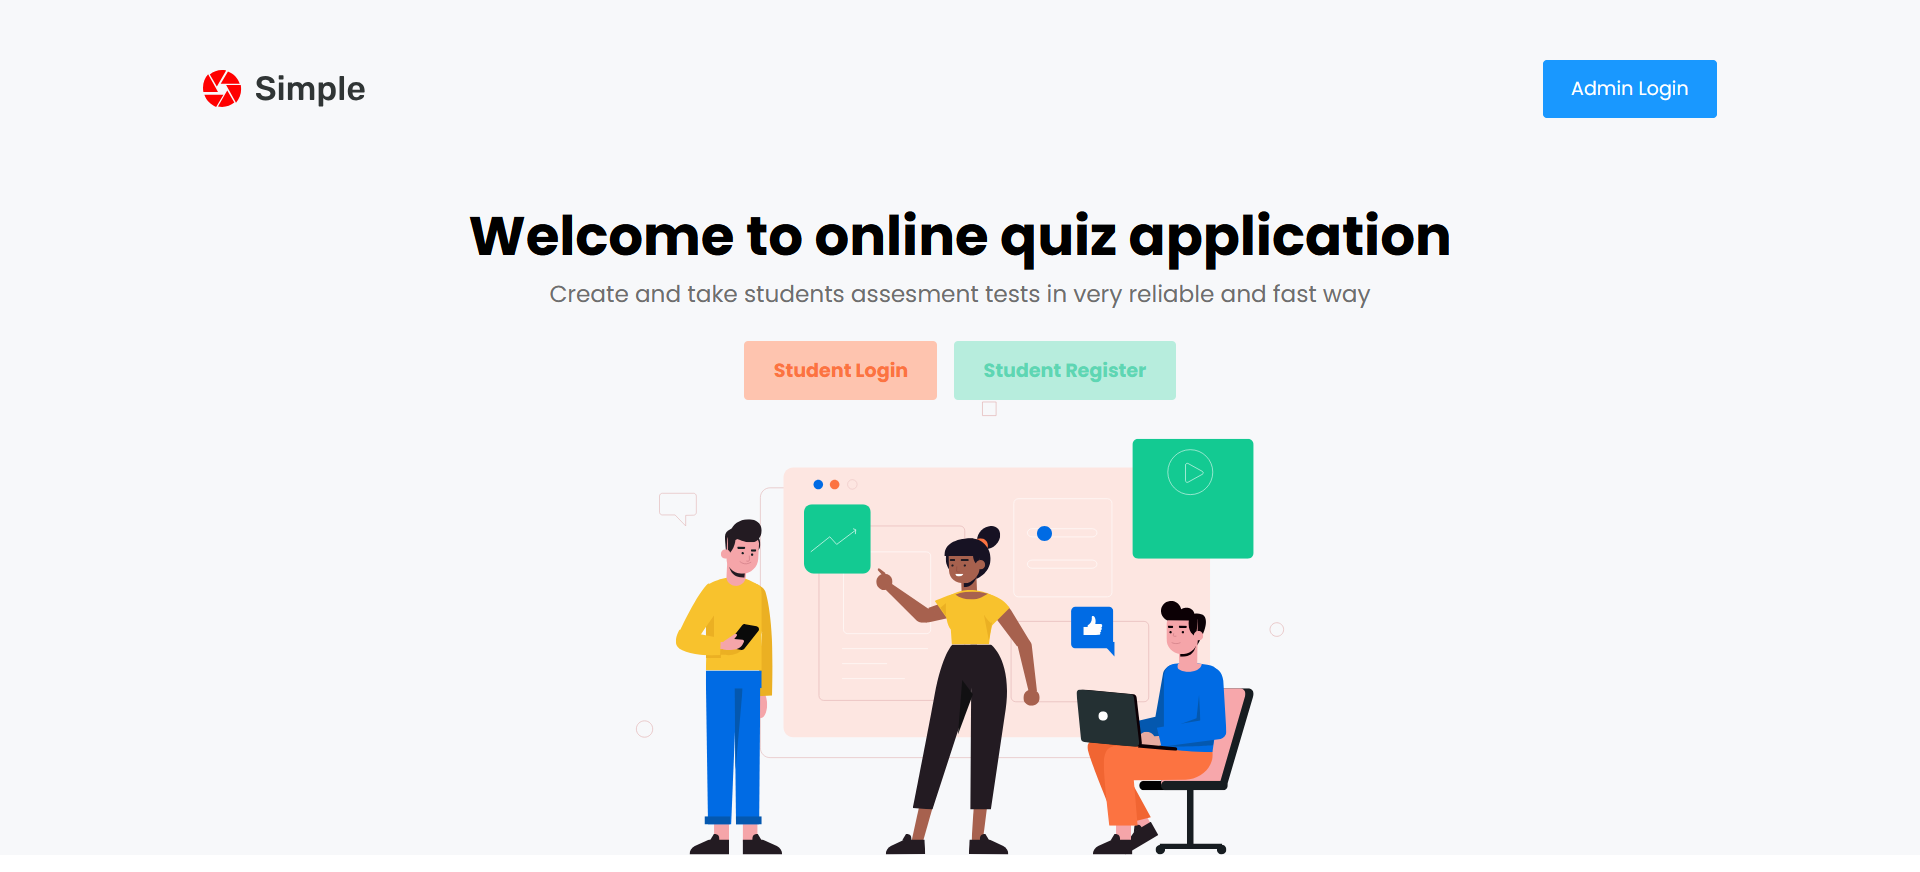 Simple
Admin Login
Welcome to online quiz application
Create and take students assesment tests in very reliable and fast way
Student Login
Student Register